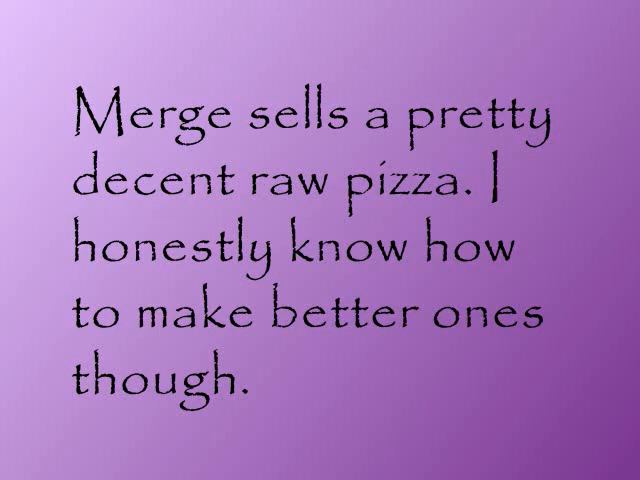 Merge sells a pretty
decent raw pizza. I
honestly know how
to make better ones
though.